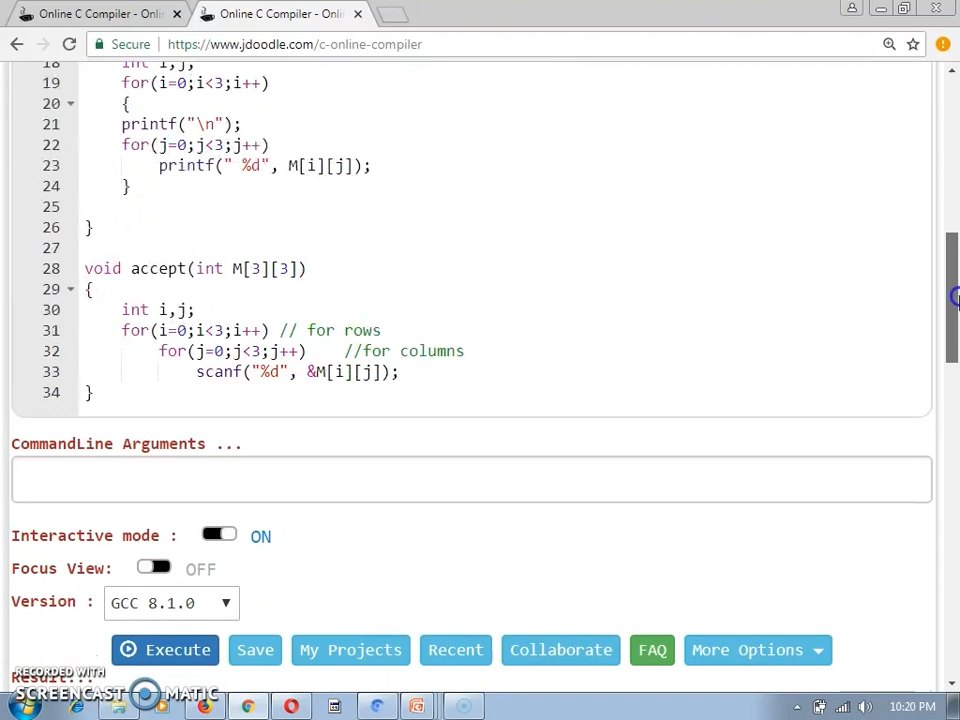 Online C Compiler - Onli
Online C Compiler - Onli
Secure
https://www.jdoodle.com/c-online-compiler
18 int i,j;
19 for(i=0;i<3;i++)
20 {
21 printf("\n");
22 for(j=0;j<3;j++)
23 printf(" %d", M[i][j]);
24 }
25
26 }
27
28 void accept(int M[3][3])
29 {
30 int i,j;
31 for(i=0;i<3;i++) // for rows
32 for(j=0;j<3;j++) //for columns
33 scanf("%d", &M[i][j]);
34 }
CommandLine Arguments ...
Interactive mode : ON
Focus View: OFF
Version : GCC 8.1.0
Execute Save My Projects Recent Collaborate FAQ More Options
Result...
RECORDED WITH
SCREENCAST MATIC
10:20 PM